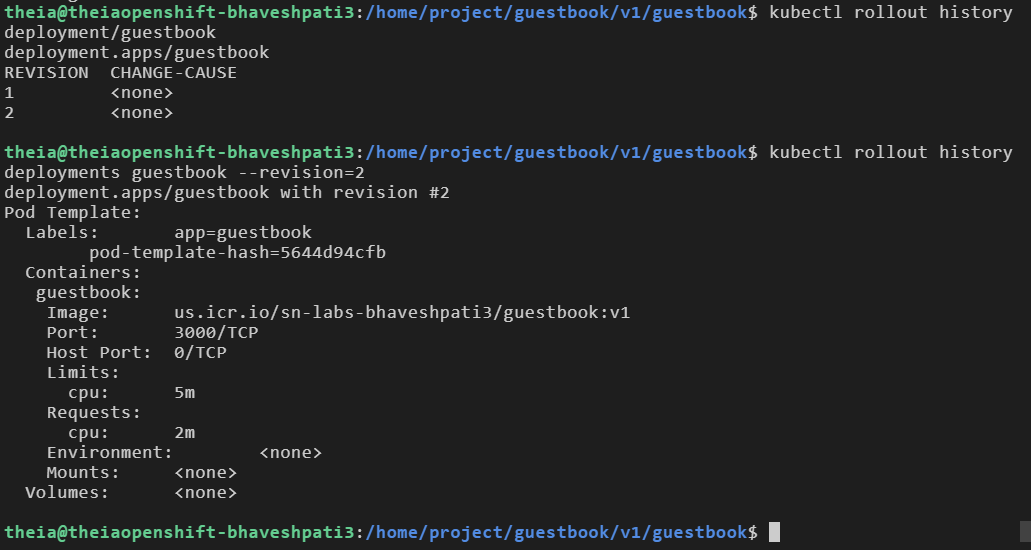 theia@theiaopenshift-bhaveshpati3:/home/project/guestbook/v1/guestbook$ kubectl rollout history
deployment/guestbook
deployment.apps/guestbook
REVISION  CHANGE-CAUSE
1         <none>
2         <none>
theia@theiaopenshift-bhaveshpati3:/home/project/guestbook/v1/guestbook$ kubectl rollout history
deployments guestbook --revision=2
deployment.apps/guestbook with revision #2
Pod Template:
  Labels:       app=guestbook
        pod-template-hash=5644d94cfb
  Containers:
   guestbook:
    Image:      us.icr.io/sn-labs-bhaveshpati3/guestbook:v1
    Port:       3000/TCP
    Host Port:  0/TCP
    Limits:
      cpu:      5m
    Requests:
      cpu:      2m
    Environment:        <none>
    Mounts:     <none>
  Volumes:      <none>
theia@theiaopenshift-bhaveshpati3:/home/project/guestbook/v1/guestbook$